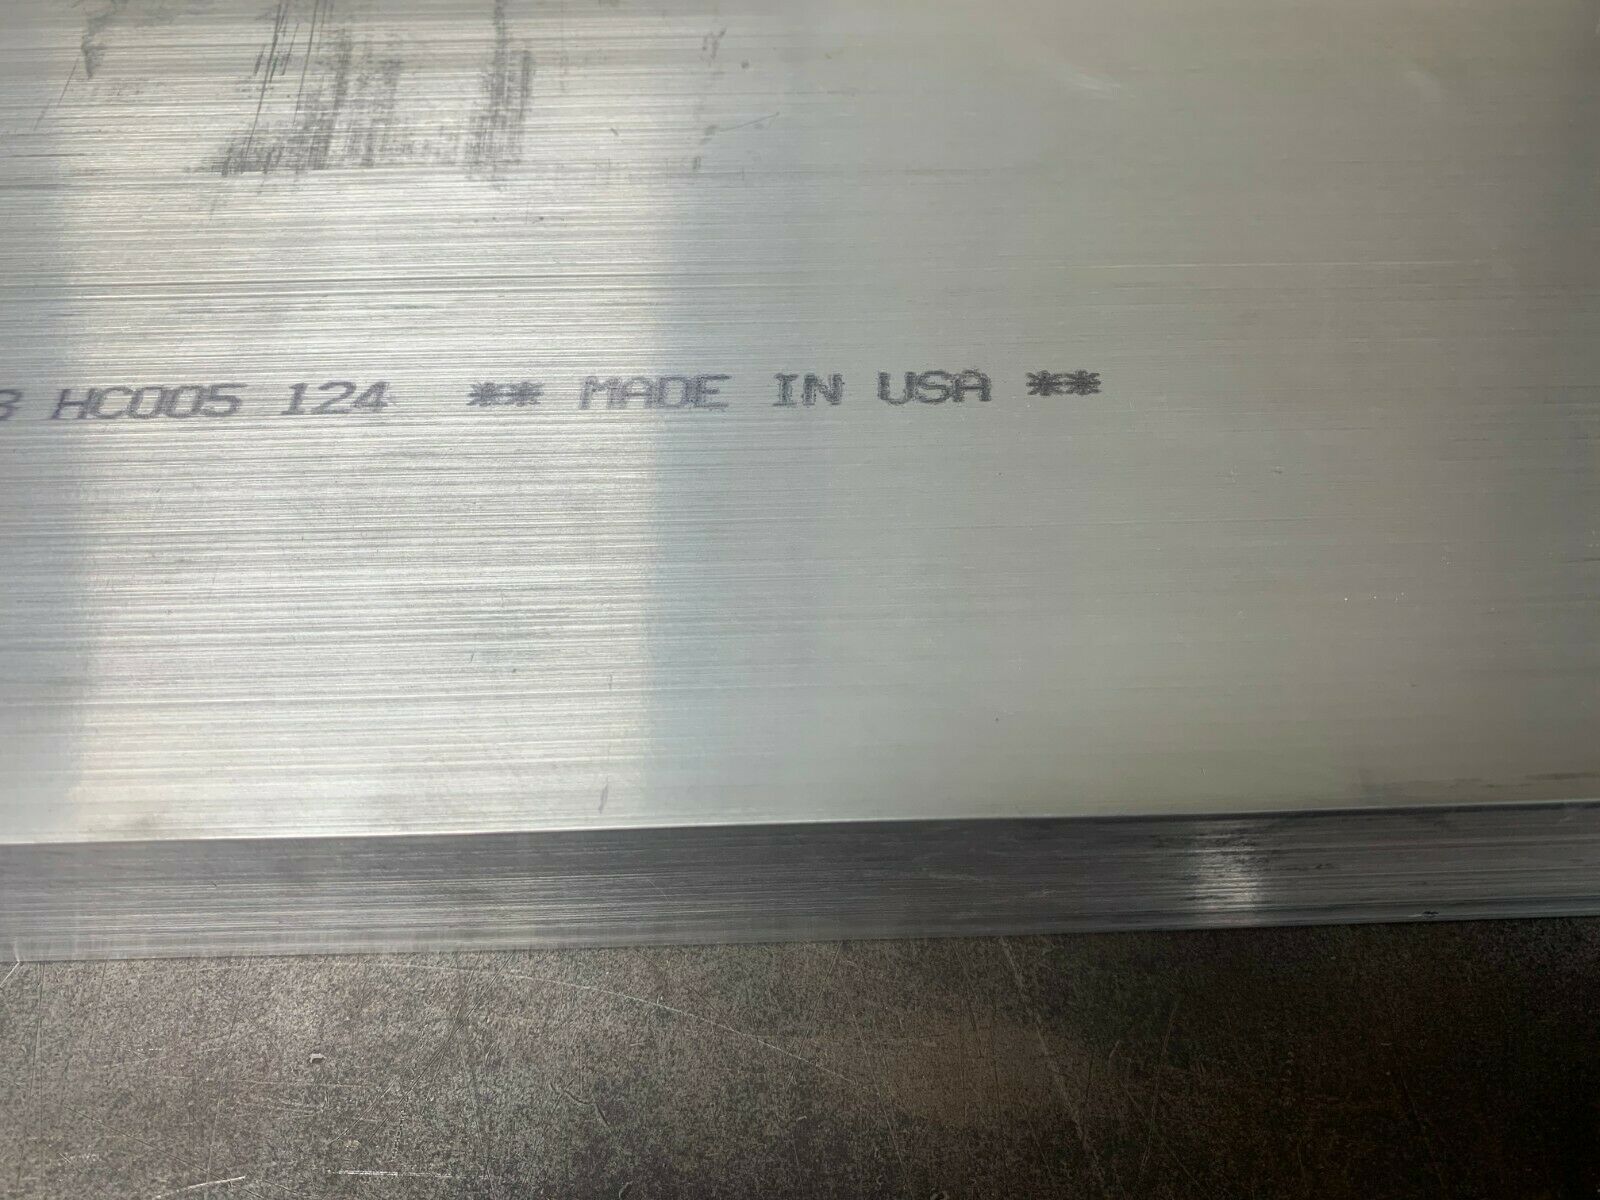 HC005 124 ** MADE IN USA **